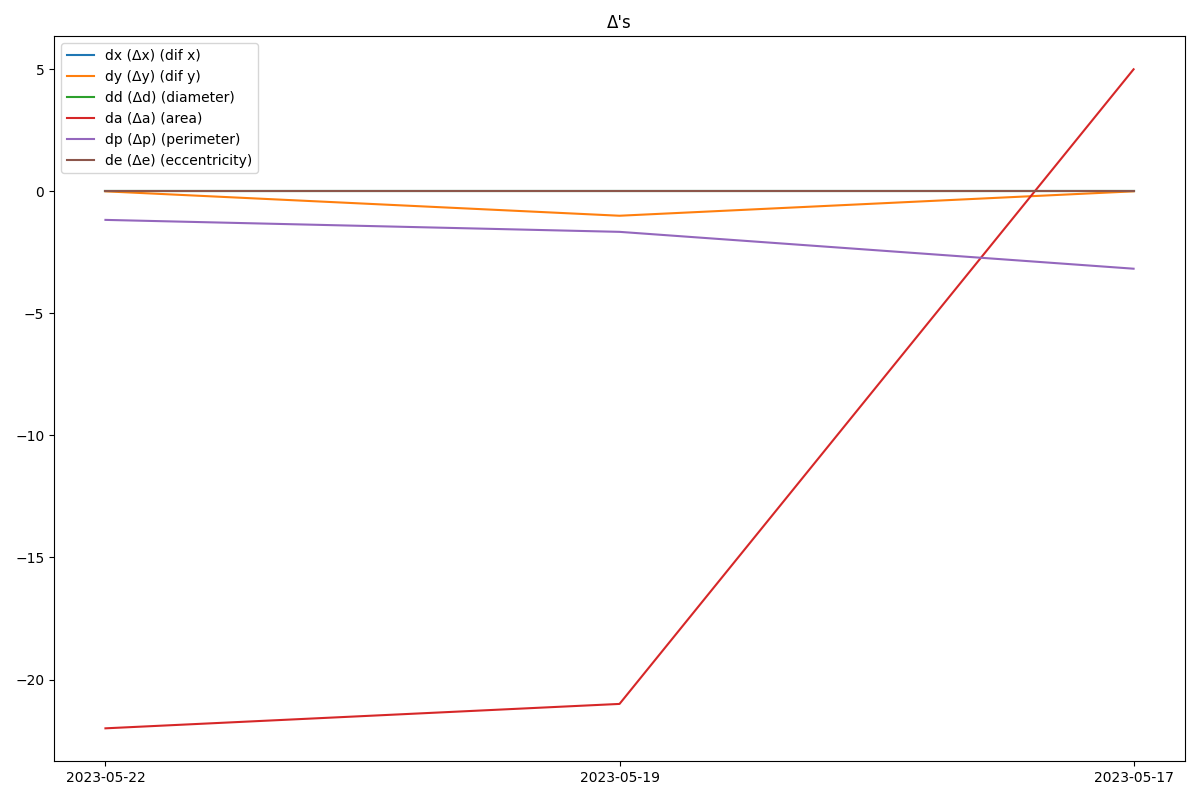 Δ's
dx (Δx) (dif x)
dy (Δy) (dif y)
dd (Δd) (diameter)
da (Δa) (area)
dp (Δp) (perimeter)
de (Δe) (eccentricity)
5
0
−5
−10
−15
−20
2023-05-22 2023-05-19 2023-05-17